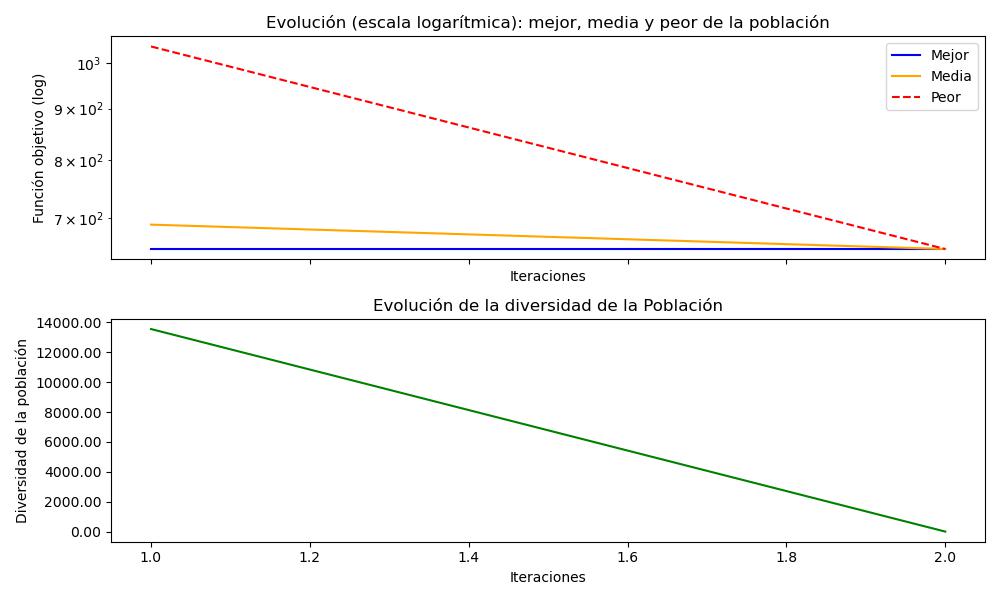 Evolución (escala logarítmica): mejor, media y peor de la población
Función objetivo (log)
10³
9 × 10²
8 × 10²
7 × 10²
Mejor
Media
Peor
Iteraciones
Evolución de la diversidad de la Población
Diversidad de la población
14000.00
12000.00
10000.00
8000.00
6000.00
4000.00
2000.00
0.00
1.0 1.2 1.4 1.6 1.8 2.0
Iteraciones